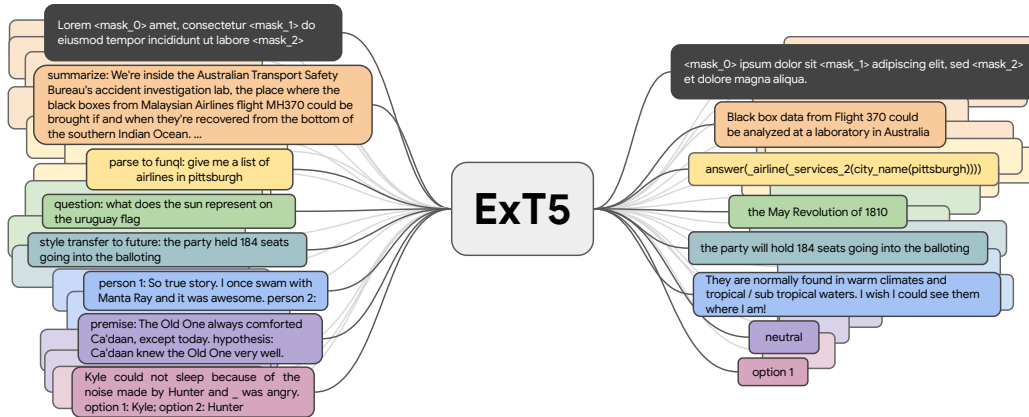 Lorem <mask_0> amet, consectetur <mask_1> do
eiusmod tempor incididunt ut labore <mask_2>
summarize: We're inside the Australian Transport Safety
Bureau's accident investigation lab, the place where the
black boxes from Malaysian Airlines flight MH370 could be
brought if and when they're recovered from the bottom of
the southern Indian Ocean. ...
parse to funql: give me a list of
airlines in pittsburgh
question: what does the sun represent on
the uruguay flag
style transfer to future: the party held 184 seats
going into the balloting
person 1: So true story. I once swam with
Manta Ray and it was awesome. person 2:
premise: The Old One always comforted
Ca'daan, except today. hypothesis:
Ca'daan knew the Old One very well.
Kyle could not sleep because of the
noise made by Hunter and _ was angry.
option 1: Kyle; option 2: Hunter
ExT5
<mask_0> ipsum dolor sit <mask_1> adipiscing elit, sed <mask_2>
et dolore magna aliqua.
Black box data from Flight 370 could
be analyzed at a laboratory in Australia
answer(_airline(_services_2(city_name(pittsburgh))))
the May Revolution of 1810
the party will hold 184 seats going into the balloting
They are normally found in warm climates and
tropical / sub tropical waters. I wish I could see them
where I am!
neutral
option 1